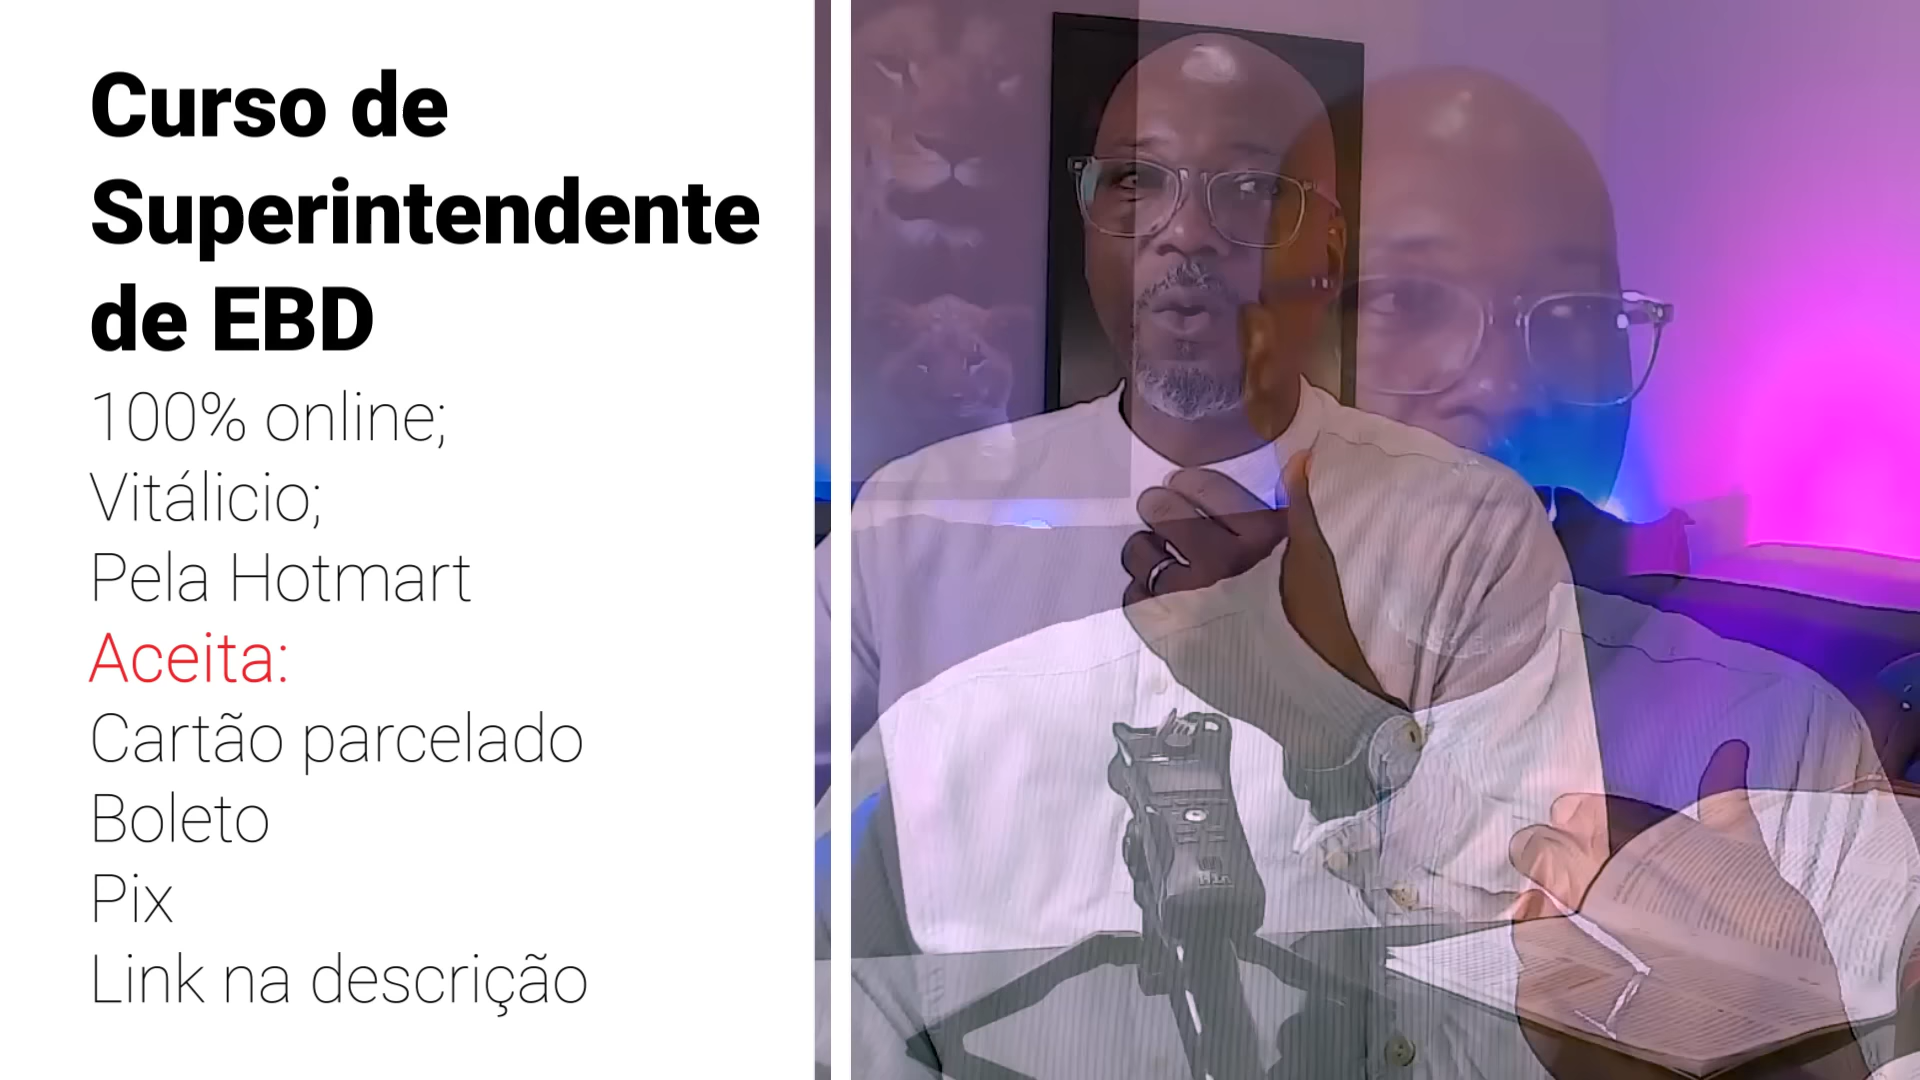 Curso de
Superintendente
de EBD
100% online;
Vitálicio;
Pela Hotmart
Aceita:
Cartão parcelado
Boleto
Pix
Link na descrição